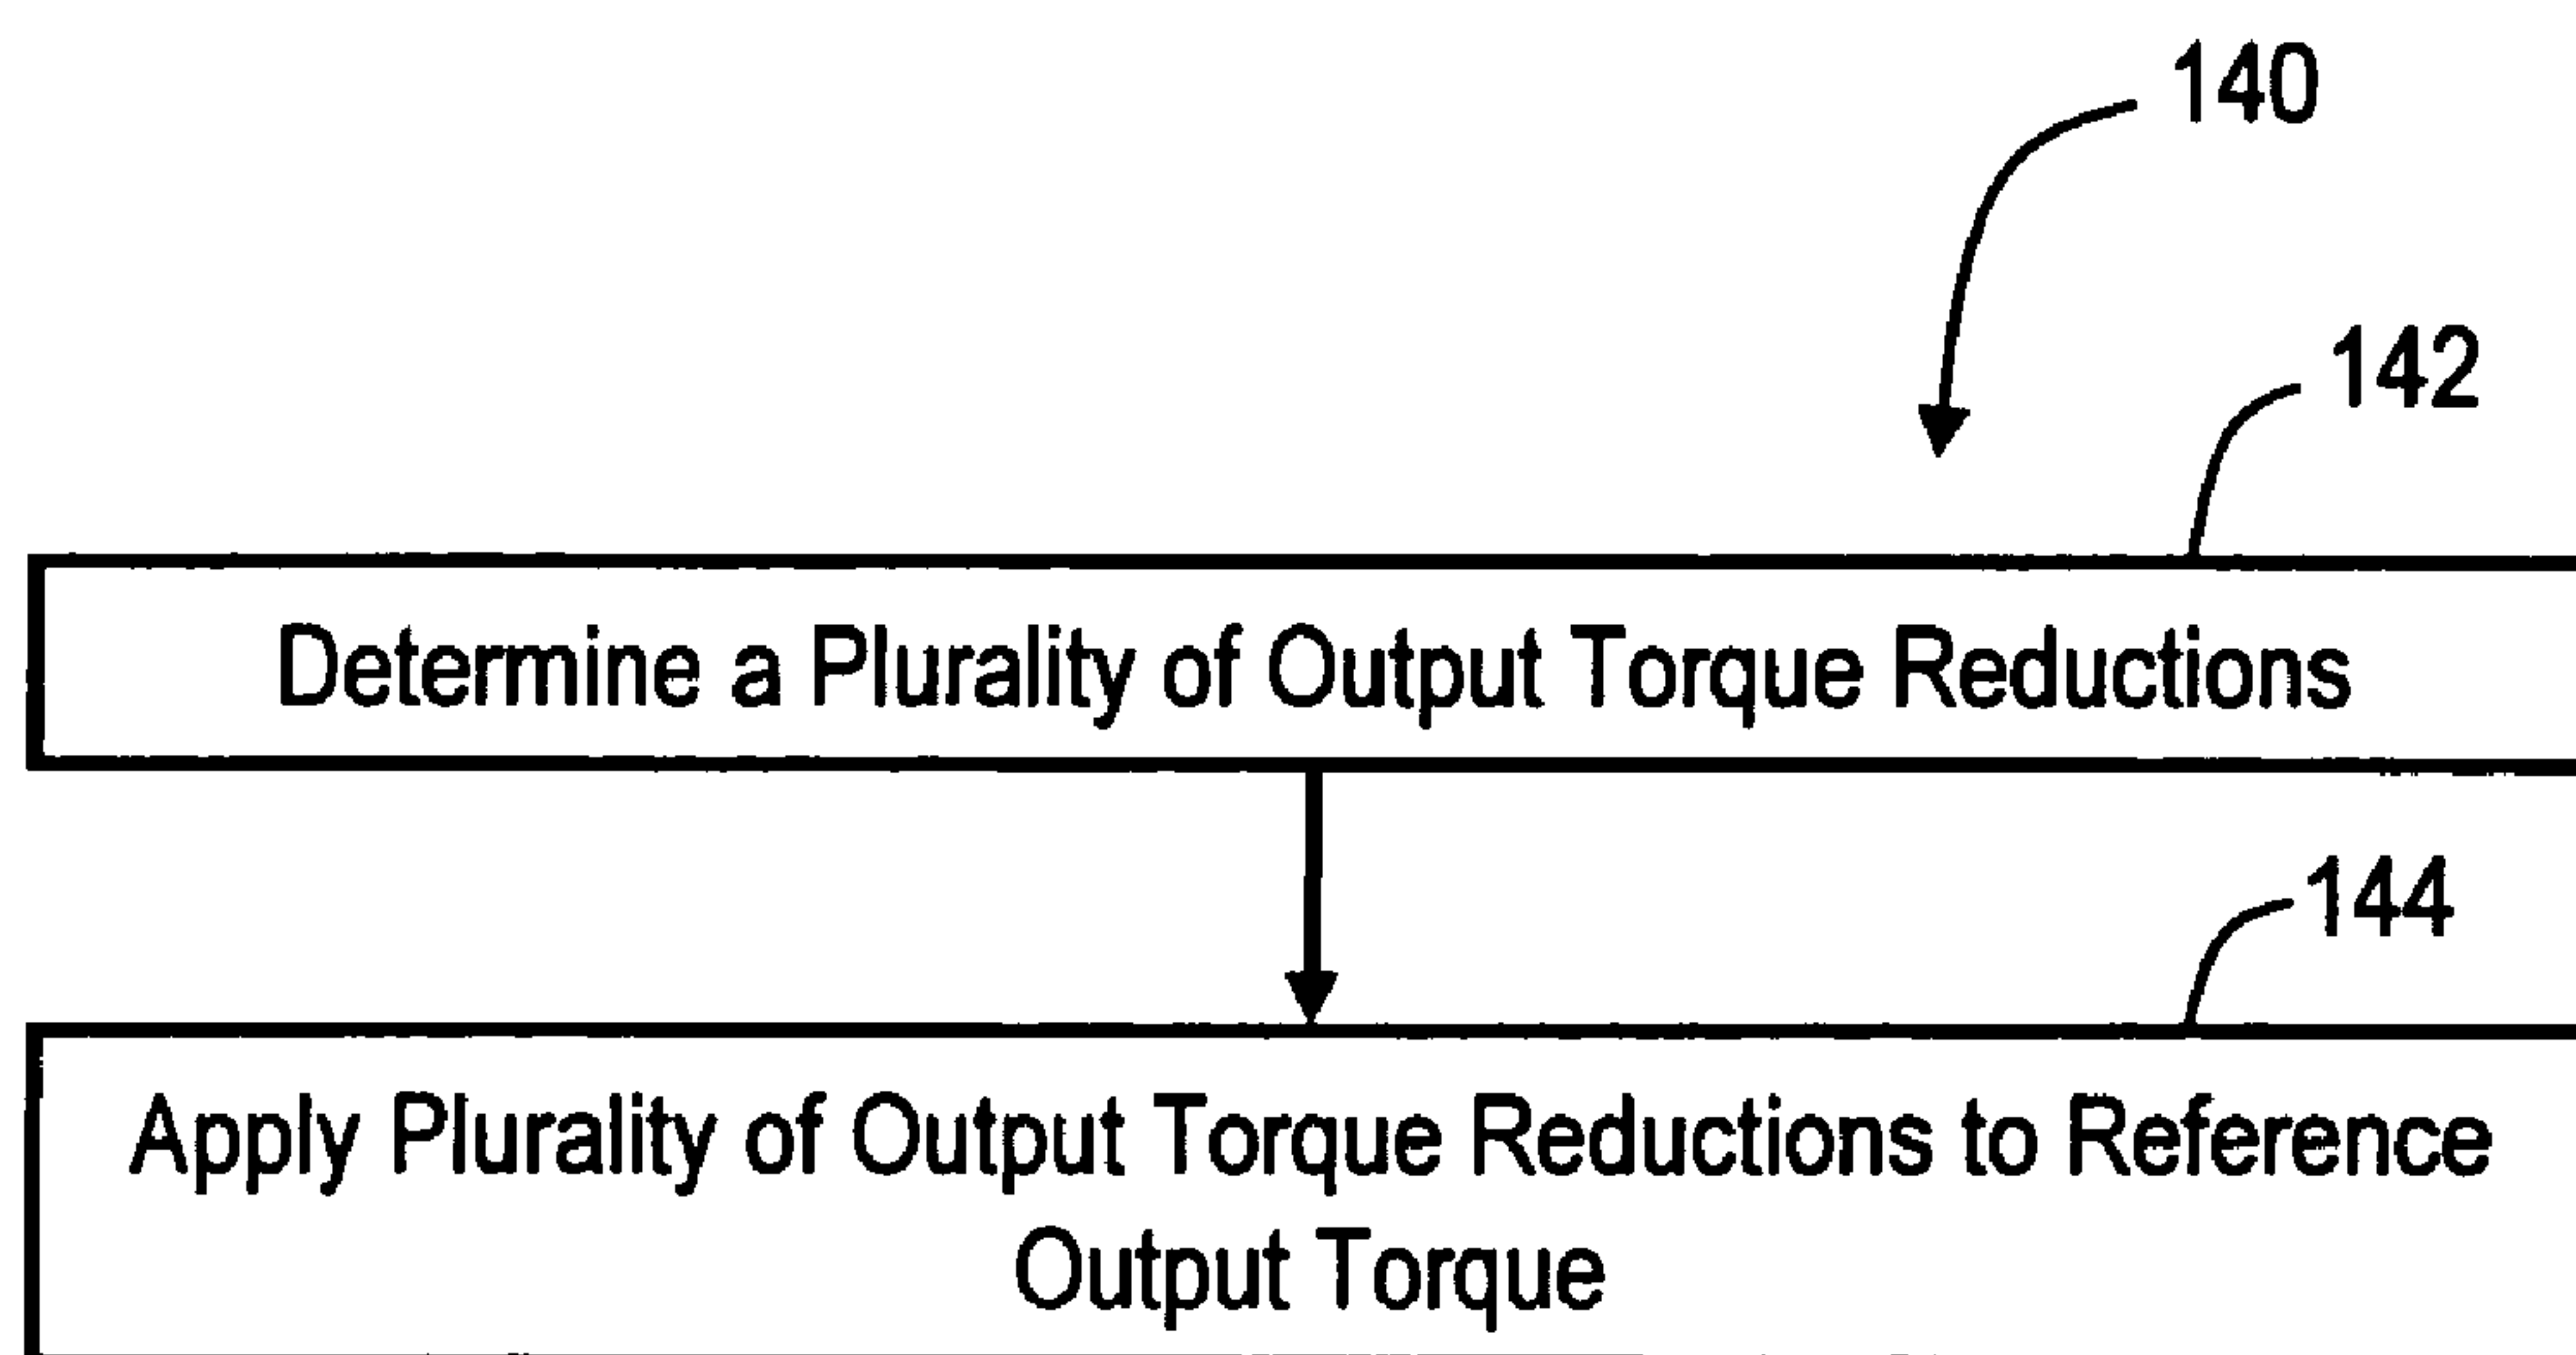 140
142
Determine a Plurality of Output Torque Reductions
144
Apply Plurality of Output Torque Reductions to Reference
Output Torque